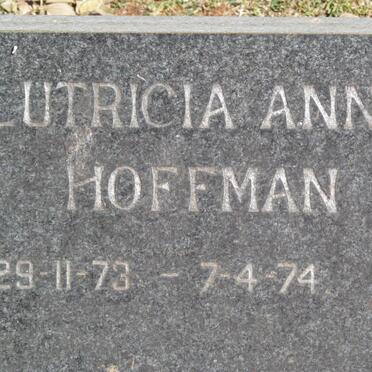 LUTRICIA ANN
HOFFMAN
29-11-73 - 7-4-74